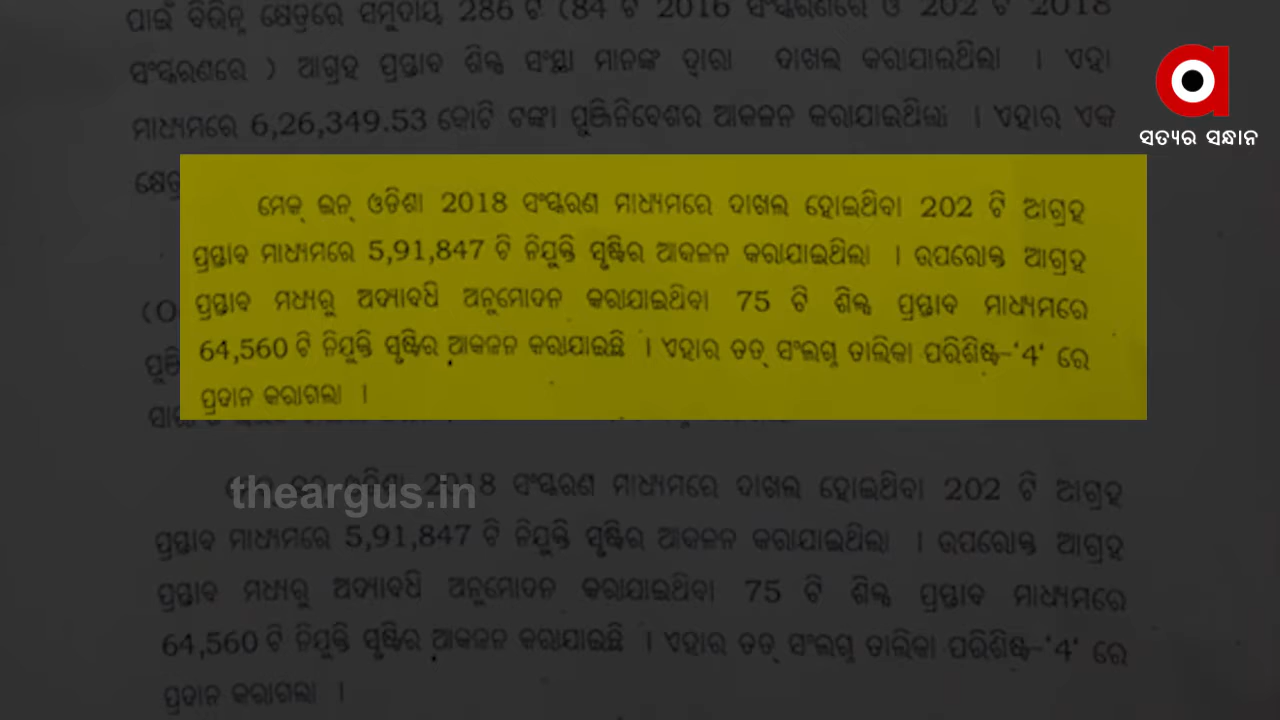 ପାଇଁ ବିଭିନ୍ନ କ୍ଷେତ୍ରରେ ସମୁଦାୟ 286 ଟି (84 ଟି 2016 ସଂସ୍କରଣରେ ଓ 202 ଟି 2018
ସଂସ୍କରଣରେ ) ଆଗ୍ରହ ପ୍ରସ୍ତାବ ଶିଳ୍ପ ସଂସ୍ଥା ମାନଙ୍କ ଦ୍ୱାରା ଦାଖଲ କରାଯାଇଥିଲା । ଏହା
ମାଧ୍ୟମରେ 6,26,349.53 କୋଟି ଟଙ୍କା ପୁଞ୍ଜିନିବେଶର ଆକଳନ କରାଯାଇଥିଲା । ଏହାର ଏକ
ସତ୍ୟର ସନ୍ଧାନ
ମେକ୍ ଇନ୍ ଓଡିଶା 2018 ସଂସ୍କରଣ ମାଧ୍ୟମରେ ଦାଖଲ ହୋଇଥିବା 202 ଟି ଆଗ୍ରହ
ପ୍ରସ୍ତାବ ମାଧ୍ୟମରେ 5,91,847 ଟି ନିଯୁକ୍ତି ସୃଷ୍ଟିର ଆକଳନ କରାଯାଇଥିଲା । ଉପରୋକ୍ତ ଆଗ୍ରହ
ପ୍ରସ୍ତାବ ମଧ୍ୟରୁ ଅଦ୍ୟାବଧି ଅନୁମୋଦନ କରାଯାଇଥିବା 75 ଟି ଶିଳ୍ପ ପ୍ରସ୍ତାବ ମାଧ୍ୟମରେ
64,560 ଟି ନିଯୁକ୍ତି ସୃଷ୍ଟିର ଆକଳନ କରାଯାଇଛି । ଏହାର ତତ୍ ସଂଲଗ୍ନ ତାଲିକା ପରିଶିଷ୍ଟ-'4' ରେ
ପ୍ରଦାନ କରାଗଲା ।
theargus.in
2018 ସଂସ୍କରଣ ମାଧ୍ୟମରେ ଦାଖଲ ହୋଇଥିବା 202 ଟି ଆଗ୍ରହ
ପ୍ରସ୍ତାବ ମାଧ୍ୟମରେ 5,91,847 ଟି ନିଯୁକ୍ତି ସୃଷ୍ଟିର ଆକଳନ କରାଯାଇଥିଲା । ଉପରୋକ୍ତ ଆଗ୍ରହ
ପ୍ରସ୍ତାବ ମଧ୍ୟରୁ ଅଦ୍ୟାବଧି ଅନୁମୋଦନ କରାଯାଇଥିବା 75 ଟି ଶିଳ୍ପ ପ୍ରସ୍ତାବ ମାଧ୍ୟମରେ
64,560 ଟି ନିଯୁକ୍ତି ସୃଷ୍ଟିର ଆକଳନ କରାଯାଇଛି । ଏହାର ତତ୍ ସଂଲଗ୍ନ ତାଲିକା ପରିଶିଷ୍ଟ-'4' ରେ
ପ୍ରଦାନ କରାଗଲା ।